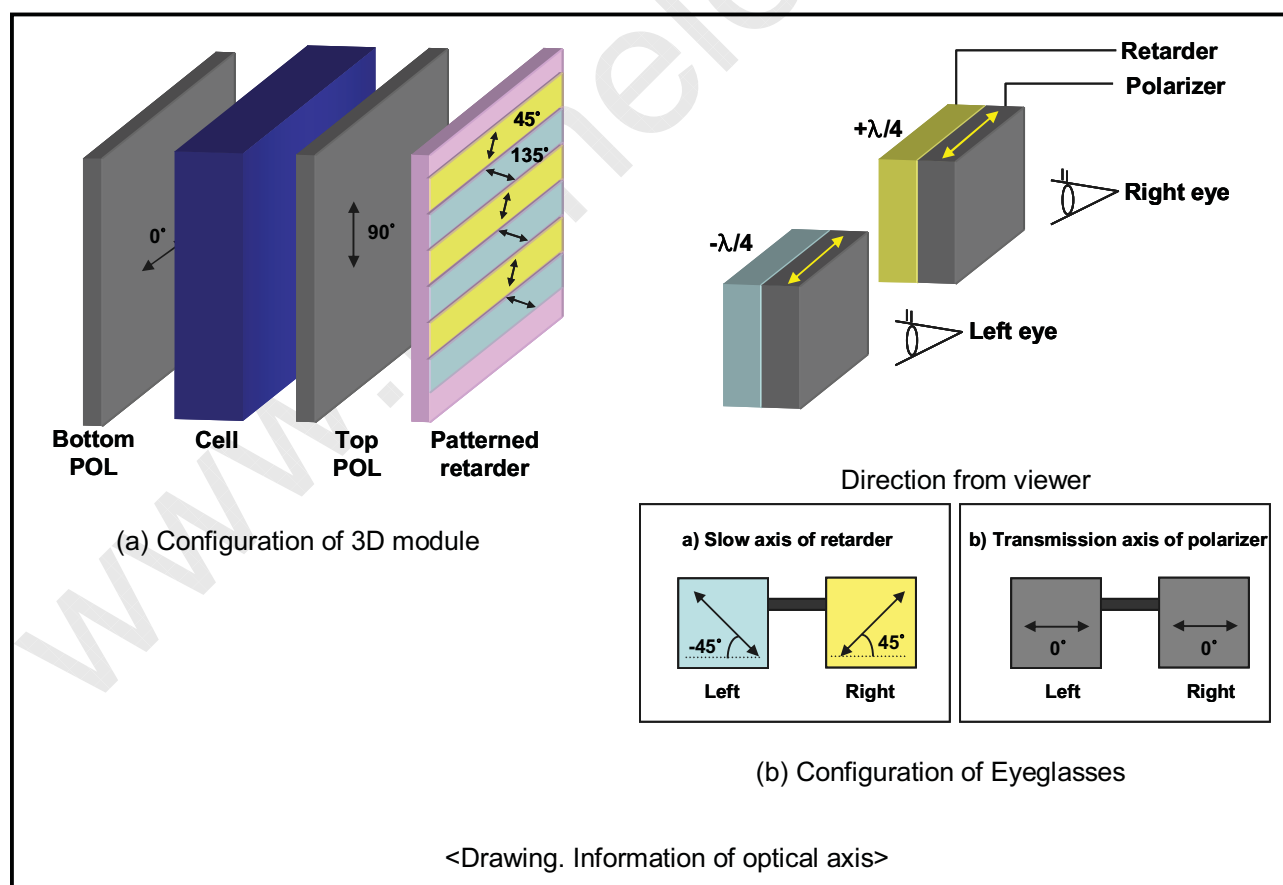 Retarder
Polarizer
45°
135°
0°
90°
+λ/4
Right eye
-λ/4
Left eye
Bottom
POL
Cell
Top
POL
Patterned
retarder
(a) Configuration of 3D module
Direction from viewer
a) Slow axis of retarder
-45°
45°
Left
Right
b) Transmission axis of polarizer
0°
0°
Left
Right
(b) Configuration of Eyeglasses
<Drawing. Information of optical axis>